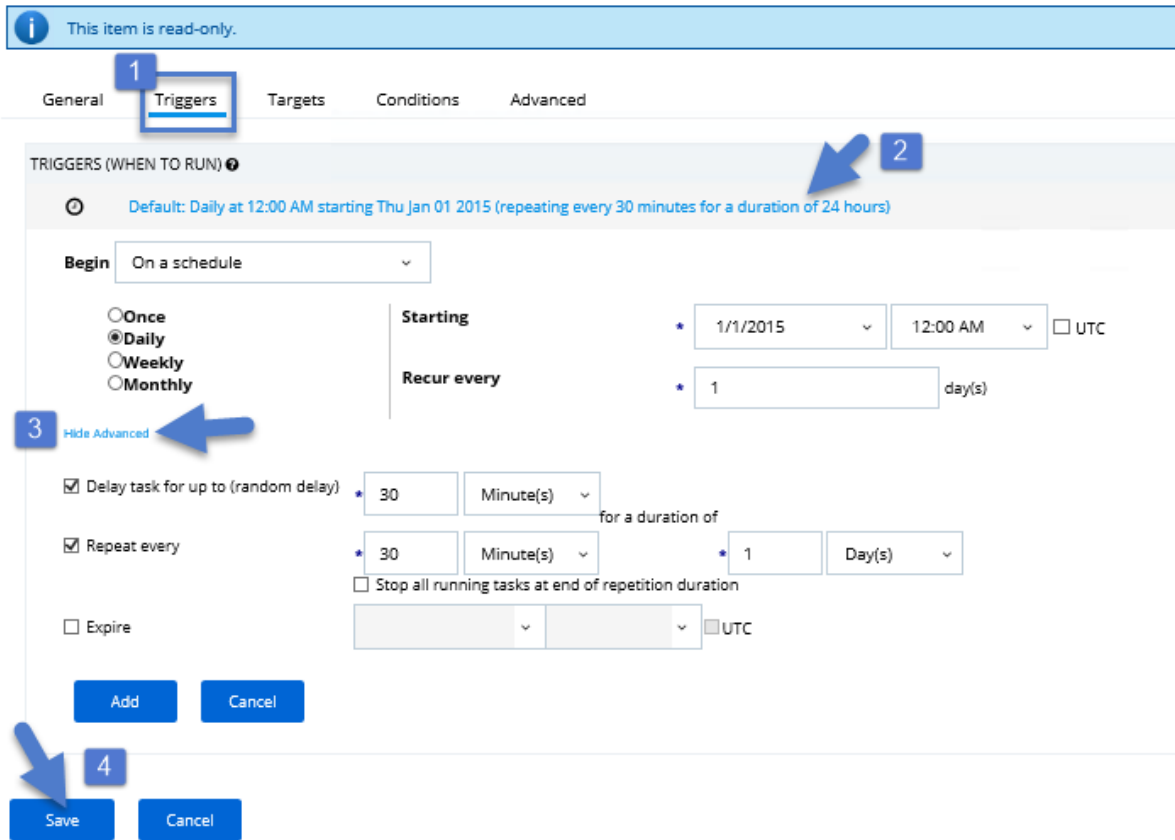 This item is read-only.
1
General Triggers Targets Conditions Advanced
2
TRIGGERS (WHEN TO RUN) ?
Default: Daily at 12:00 AM starting Thu Jan 01 2015 (repeating every 30 minutes for a duration of 24 hours)
Begin On a schedule
Once
Daily
Weekly
Monthly
Starting * 1/1/2015 12:00 AM UTC
Recur every * 1 day(s)
3 Hide Advanced
Delay task for up to (random delay) * 30 Minute(s)
for a duration of
Repeat every * 30 Minute(s) * 1 Day(s)
Stop all running tasks at end of repetition duration
Expire UTC
Add Cancel
4
Save Cancel